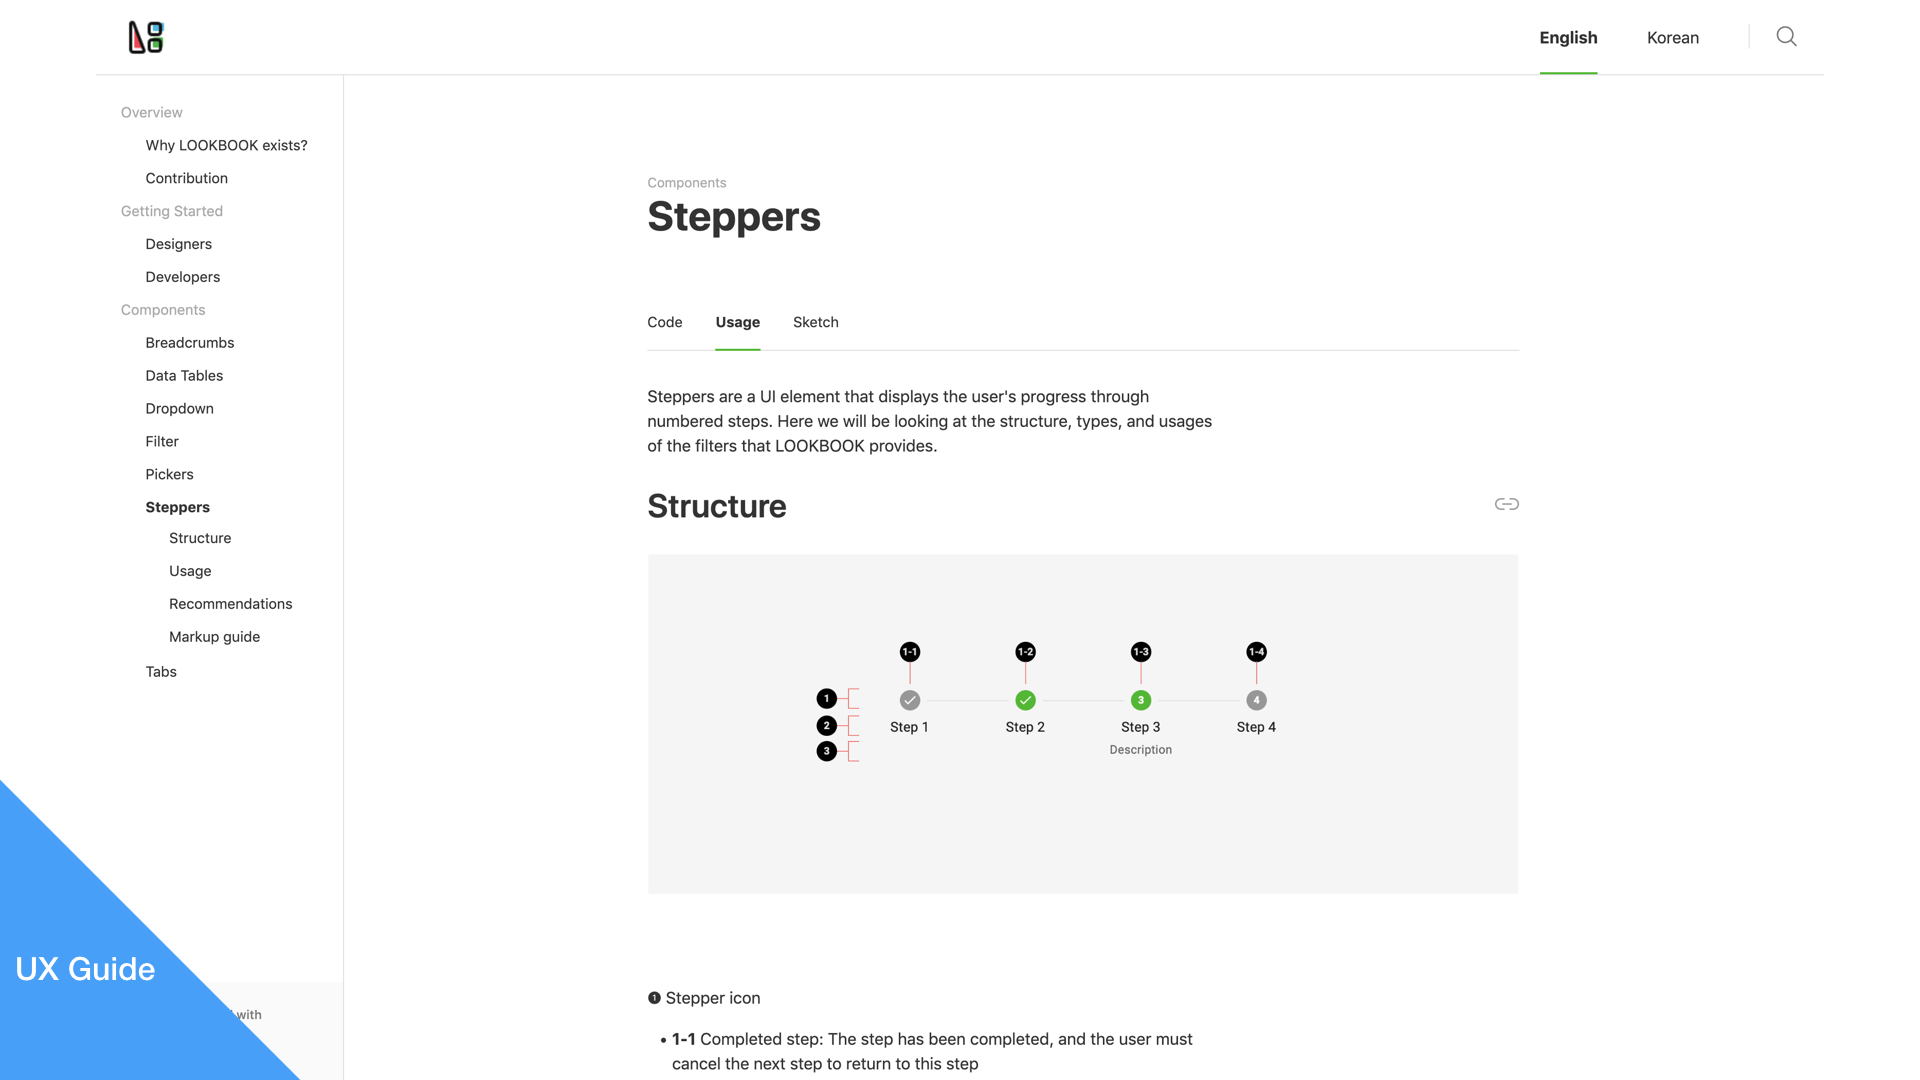 English
Korean
Overview
Why LOOKBOOK exists?
Contribution
Getting Started
Designers
Developers
Components
Breadcrumbs
Data Tables
Dropdown
Filter
Pickers
Steppers
Structure
Usage
Recommendations
Markup guide
Tabs
with
UX Guide
Components
Steppers
Code
Usage
Sketch
Steppers are a UI element that displays the user's progress through
numbered steps. Here we will be looking at the structure, types, and usages
of the filters that LOOKBOOK provides.
Structure
1-1
1-2
1-3
1-4
1
3
4
2
Step 1
Step 2
Step 3
Step 4
3
Description
1 Stepper icon
• 1-1 Completed step: The step has been completed, and the user must
cancel the next step to return to this step